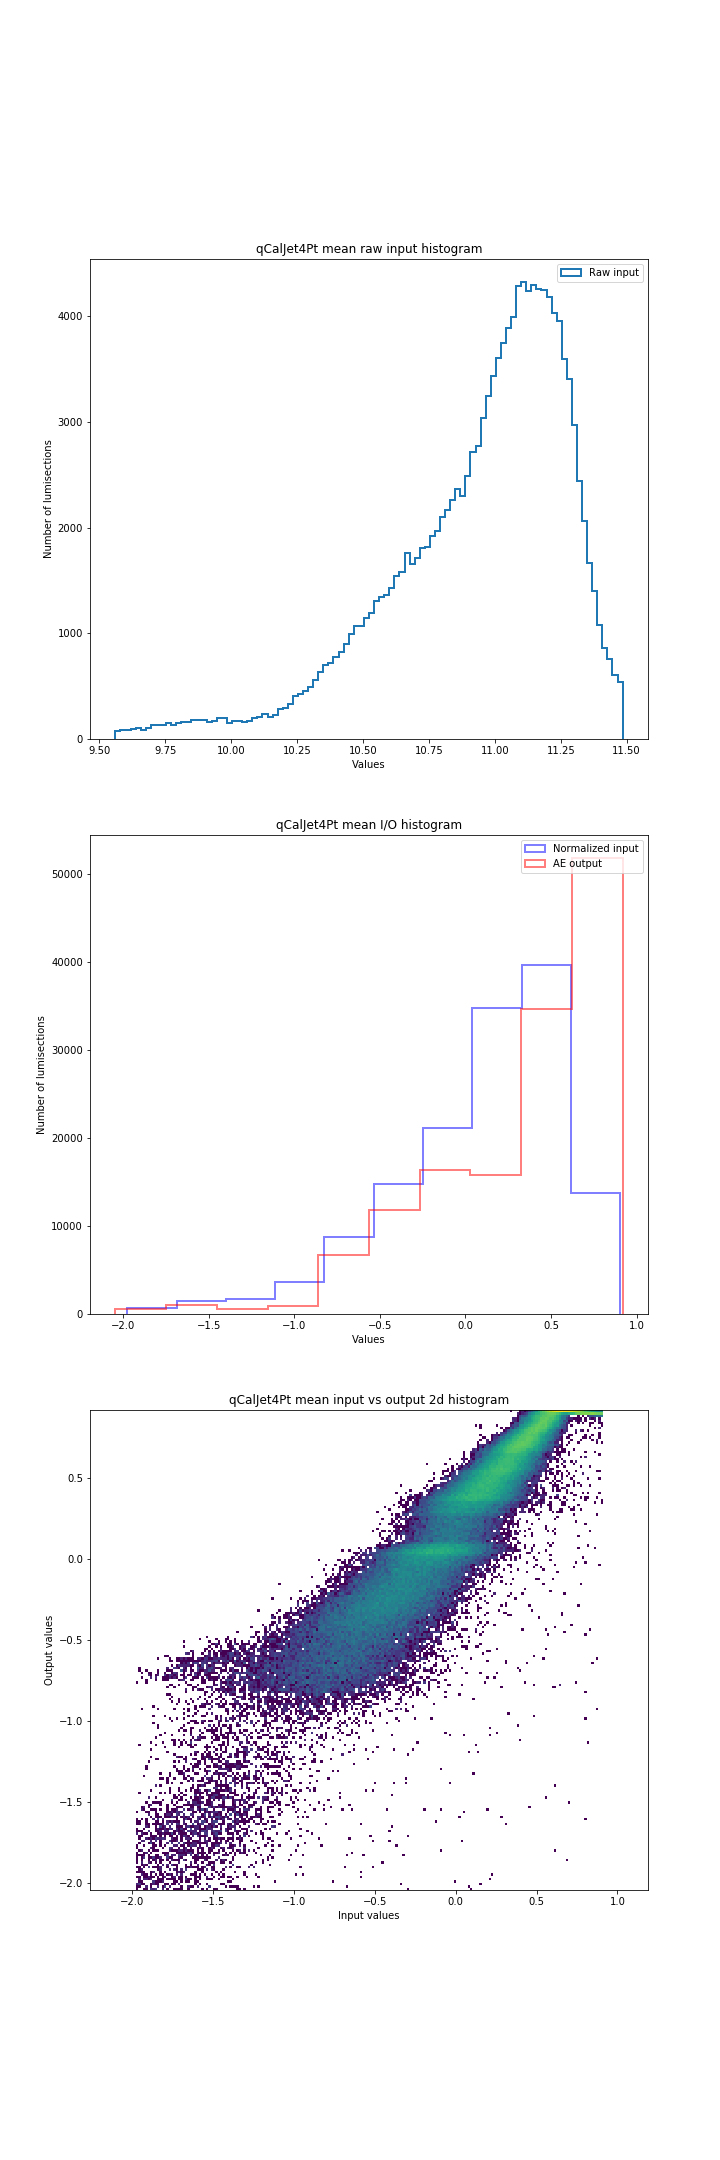 qCalJet4Pt mean raw input histogram
Raw input
4000
3000
2000
1000
0
Number of lumisections
9.50 9.75 10.00 10.25 10.50 10.75 11.00 11.25 11.50
Values
qCalJet4Pt mean I/O histogram
Normalized input
AE output
50000
40000
30000
20000
10000
0
Number of lumisections
−2.0 −1.5 −1.0 −0.5 0.0 0.5 1.0
Values
qCalJet4Pt mean input vs output 2d histogram
0.5
0.0
−0.5
−1.0
−1.5
−2.0
Output values
−2.0 −1.5 −1.0 −0.5 0.0 0.5 1.0
Input values